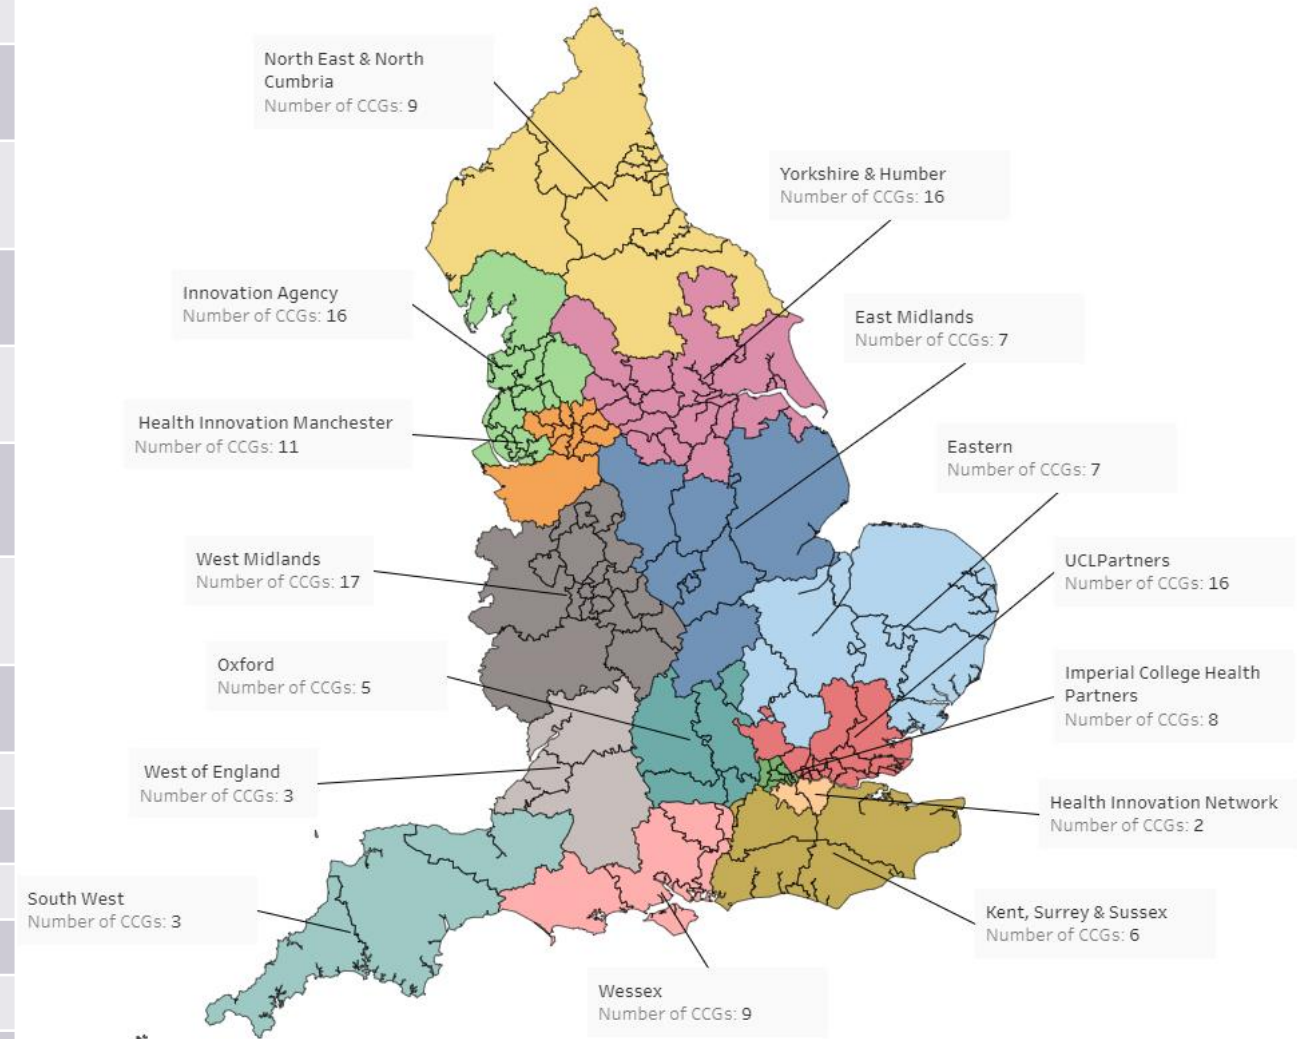 North East & North
Cumbria
Number of CCGs: 9
Yorkshire & Humber
Number of CCGs: 16
Innovation Agency
Number of CCGs: 16
East Midlands
Number of CCGs: 7
Health Innovation Manchester
Number of CCGs: 11
Eastern
Number of CCGs: 7
West Midlands
Number of CCGs: 17
UCLPartners
Number of CCGs: 16
Oxford
Number of CCGs: 5
Imperial College Health
Partners
Number of CCGs: 8
West of England
Number of CCGs: 3
Health Innovation Network
Number of CCGs: 2
South West
Number of CCGs: 3
Kent, Surrey & Sussex
Number of CCGs: 6
Wessex
Number of CCGs: 9